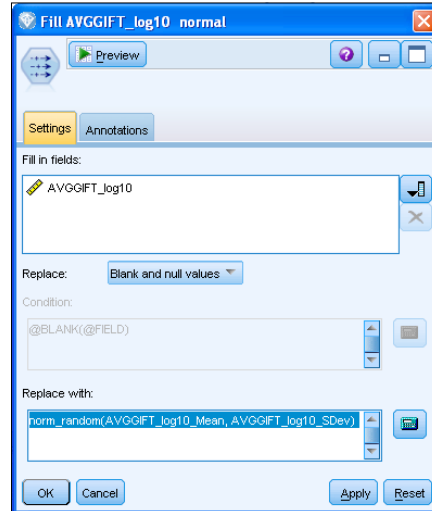 Fill AVGGIFT_log10 normal
Preview
Settings
Annotations
Fill in fields:
AVGGIFT_log10
Replace:
Blank and null values
Condition:
@BLANK(@FIELD)
Replace with:
norm_random(AVGGIFT_log10_Mean, AVGGIFT_log10_SDev)
OK
Cancel
Apply
Reset